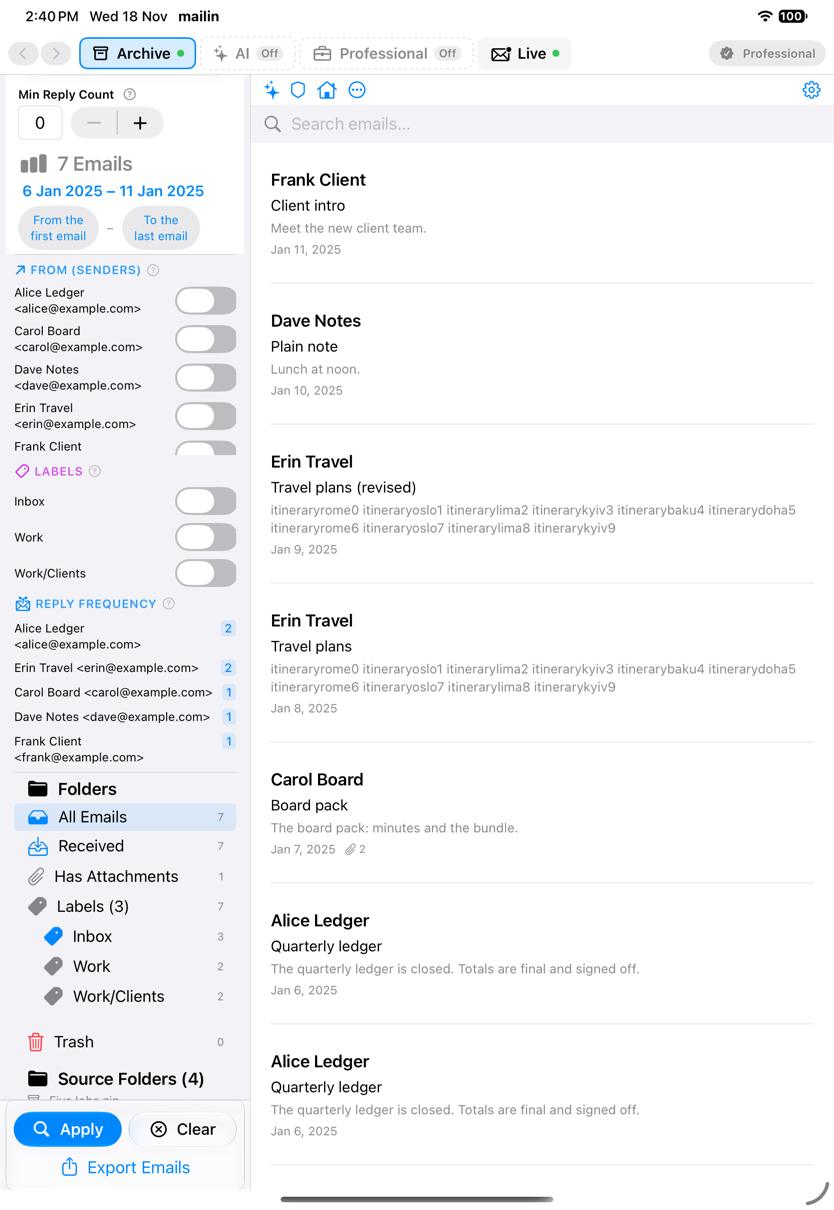 2:40 PM Wed 18 Nov mailin
100
Archive
AI Off
Professional Off
Live
Professional
Min Reply Count ?
0 − +
7 Emails
6 Jan 2025 – 11 Jan 2025
From the
first email
–
To the
last email
FROM (SENDERS) ?
Alice Ledger
<alice@example.com>
Carol Board
<carol@example.com>
Dave Notes
<dave@example.com>
Erin Travel
<erin@example.com>
Frank Client
LABELS ?
Inbox
Work
Work/Clients
REPLY FREQUENCY ?
Alice Ledger
<alice@example.com>
2
Erin Travel <erin@example.com> 2
Carol Board <carol@example.com> 1
Dave Notes <dave@example.com> 1
Frank Client
<frank@example.com>
1
Folders
All Emails 7
Received 7
Has Attachments 1
Labels (3) 7
Inbox 3
Work 2
Work/Clients 2
Trash 0
Source Folders (4)
Apply
Clear
Export Emails
Search emails...
Frank Client
Client intro
Meet the new client team.
Jan 11, 2025
Dave Notes
Plain note
Lunch at noon.
Jan 10, 2025
Erin Travel
Travel plans (revised)
itineraryrome0 itineraryoslo1 itinerarylima2 itinerarykyiv3 itinerarybaku4 itinerarydoha5
itineraryrome6 itineraryoslo7 itinerarylima8 itinerarykyiv9
Jan 9, 2025
Erin Travel
Travel plans
itineraryrome0 itineraryoslo1 itinerarylima2 itinerarykyiv3 itinerarybaku4 itinerarydoha5
itineraryrome6 itineraryoslo7 itinerarylima8 itinerarykyiv9
Jan 8, 2025
Carol Board
Board pack
The board pack: minutes and the bundle.
Jan 7, 2025 2
Alice Ledger
Quarterly ledger
The quarterly ledger is closed. Totals are final and signed off.
Jan 6, 2025
Alice Ledger
Quarterly ledger
The quarterly ledger is closed. Totals are final and signed off.
Jan 6, 2025